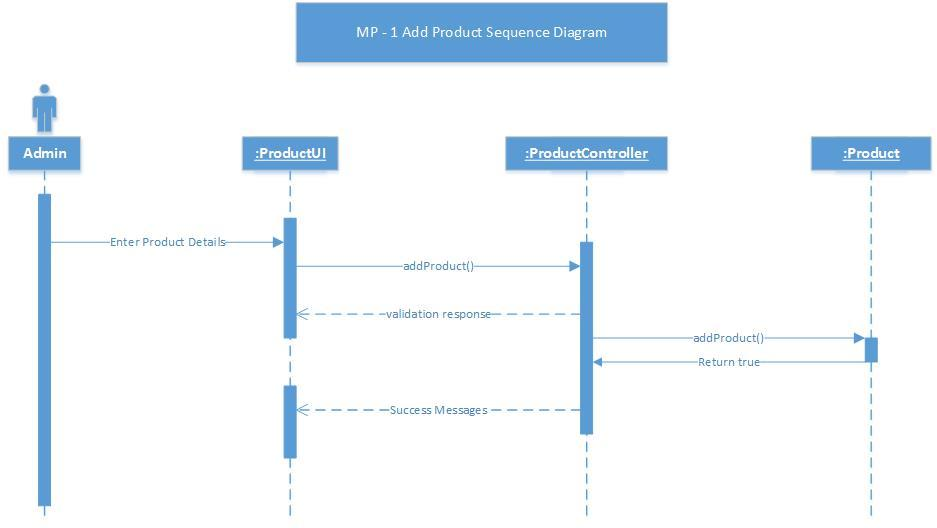 MP - 1 Add Product Sequence Diagram
Admin
:ProductUI
:ProductController
:Product
Enter Product Details
addProduct()
validation response
addProduct()
Return true
Success Messages